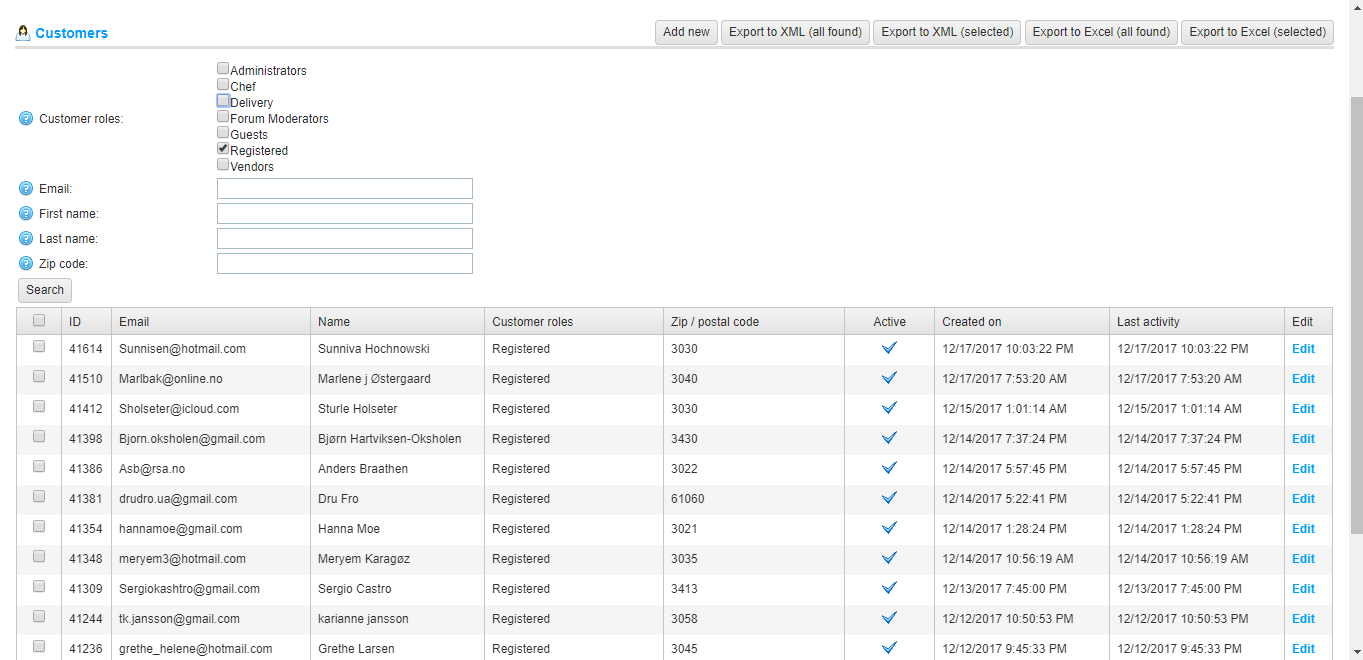 Customers Add new Export to XML (all found) Export to XML (selected) Export to Excel (all found) Export to Excel (selected)
Administrators
Chef
Delivery
Customer roles:
Forum Moderators
Guests
Registered
Vendors
Email:
First name:
Last name:
Zip code:
Search
ID Email Name Customer roles Zip / postal code Active Created on Last activity Edit
41614 Sunnisen@hotmail.com Sunniva Hochnowski Registered 3030 12/17/2017 10:03:22 PM 12/17/2017 10:03:22 PM Edit
41510 Marlbak@online.no Marlene j Østergaard Registered 3040 12/17/2017 7:53:20 AM 12/17/2017 7:53:20 AM Edit
41412 Sholseter@icloud.com Sturle Holseter Registered 3030 12/15/2017 1:01:14 AM 12/15/2017 1:01:14 AM Edit
41398 Bjorn.oksholen@gmail.com Bjørn Hartviksen-Oksholen Registered 3430 12/14/2017 7:37:24 PM 12/14/2017 7:37:24 PM Edit
41386 Asb@rsa.no Anders Braathen Registered 3022 12/14/2017 5:57:45 PM 12/14/2017 5:57:45 PM Edit
41381 drudro.ua@gmail.com Dru Fro Registered 61060 12/14/2017 5:22:41 PM 12/14/2017 5:22:41 PM Edit
41354 hannamoe@gmail.com Hanna Moe Registered 3021 12/14/2017 1:28:24 PM 12/14/2017 1:28:24 PM Edit
41348 meryem3@hotmail.com Meryem Karagøz Registered 3035 12/14/2017 10:56:19 AM 12/14/2017 10:56:19 AM Edit
41309 Sergiokashtro@gmail.com Sergio Castro Registered 3413 12/13/2017 7:45:00 PM 12/13/2017 7:45:00 PM Edit
41244 tk.jansson@gmail.com karianne jansson Registered 3058 12/12/2017 10:50:53 PM 12/12/2017 10:50:53 PM Edit
41236 grethe_helene@hotmail.com Grethe Larsen Registered 3045 12/12/2017 9:45:33 PM 12/12/2017 9:45:33 PM Edit